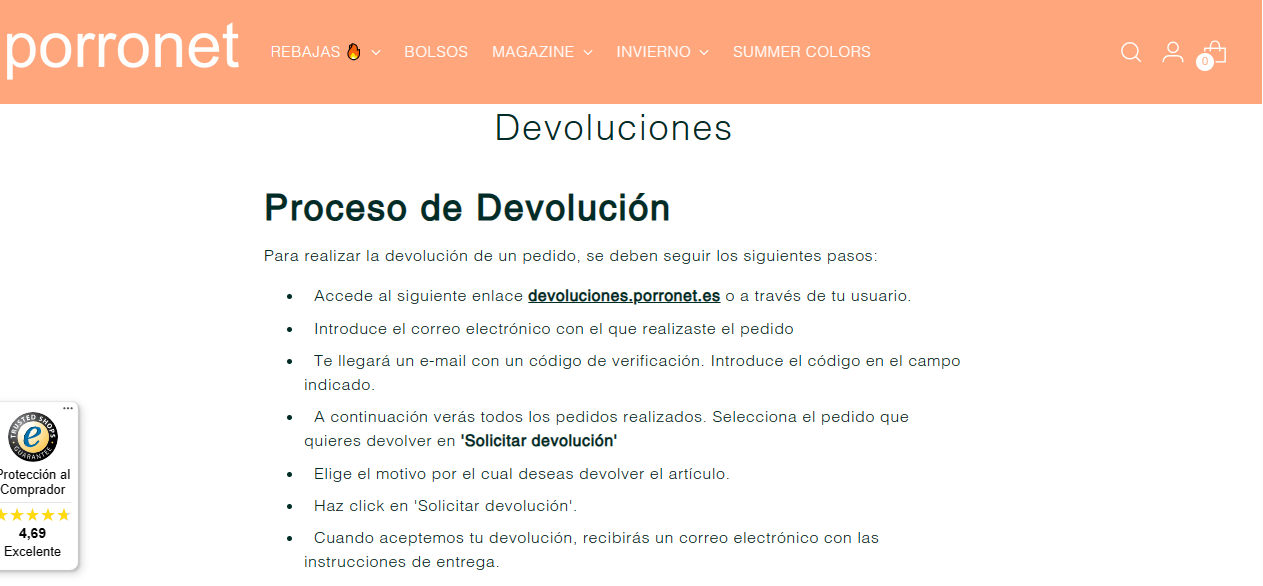 porronet
REBAJAS 🔥
BOLSOS
MAGAZINE
INVIERNO
SUMMER COLORS
0
Devoluciones
Proceso de Devolución
Para realizar la devolución de un pedido, se deben seguir los siguientes pasos:
• Accede al siguiente enlace devoluciones.porronet.es o a través de tu usuario.
• Introduce el correo electrónico con el que realizaste el pedido
• Te llegará un e-mail con un código de verificación. Introduce el código en el campo
indicado.
• A continuación verás todos los pedidos realizados. Selecciona el pedido que
quieres devolver en 'Solicitar devolución'
• Elige el motivo por el cual deseas devolver el artículo.
• Haz click en 'Solicitar devolución'.
• Cuando aceptemos tu devolución, recibirás un correo electrónico con las
instrucciones de entrega.
TRUSTED SHOPS
GUARANTEE
e
Protección al
Comprador
4,69
Excelente